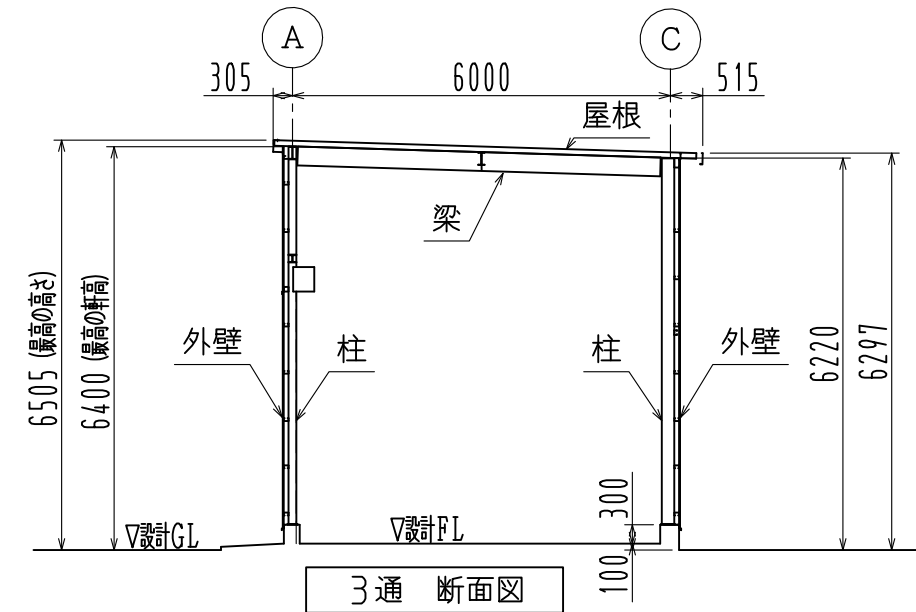 A
C
305
6000
515
屋根
梁
6505 (最高の高さ)
6400 (最高の軒高)
外壁
柱
柱
外壁
6220
6297
300
100
▽設計GL
▽設計FL
3通 断面図